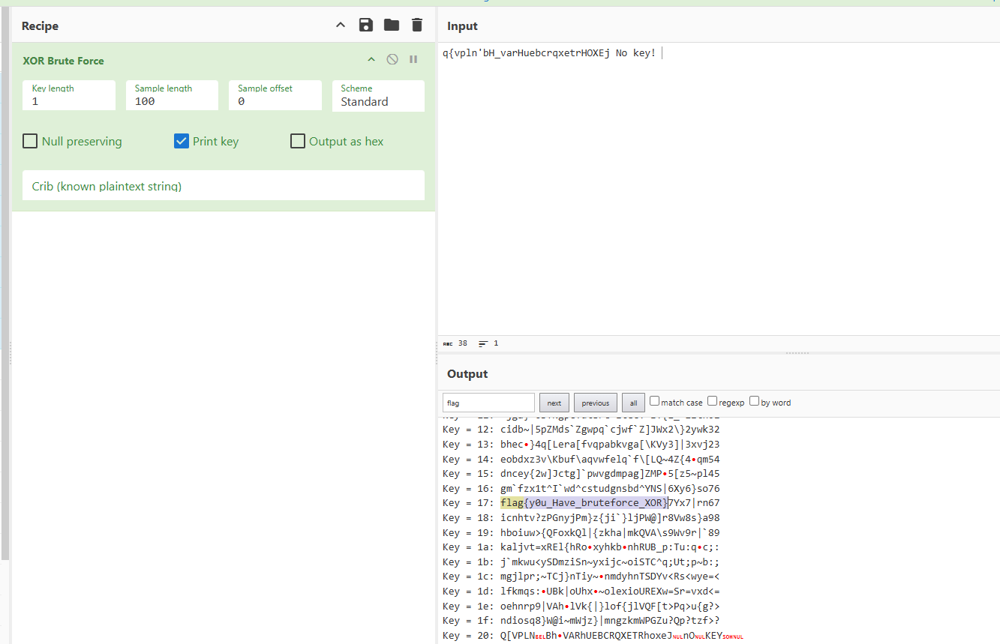 Recipe
Input
XOR Brute Force
Key length
1
Sample length
100
Sample offset
0
Scheme
Standard
Null preserving
Print key
Output as hex
Crib (known plaintext string)
q{vpln'bH_varHuebcrqxetrHOXEj No key!
ABC 38
1
Output
flag
next
previous
all
match case
regexp
by word
Key = 12: cidb~|5pZMds`Zgwpq`cjwf`Z]JWx2\}2ywk32
Key = 13: bhec•}4q[Lera[fvqpabkvga[\KVy3]|3xvj23
Key = 14: eobdxz3v\Kbuf\aqvwfelq`f\[LQ~4Z{4•qm54
Key = 15: dncey{2w]Jctg]`pwvgdmpag]ZMP•5[z5~pl45
Key = 16: gm`fzx1t^I`wd^cstudgnsbd^YNS|6Xy6}so76
Key = 17: flag{y0u_Have_bruteforce_XOR}7Yx7|rn67
Key = 18: icnhtv?zPGnyjPm}z{ji`}ljPW@]r8Vw8s}a98
Key = 19: hboiuw>{QFoxkQl|{zkha|mkQVA\s9Wv9r|`89
Key = 1a: kaljvt=xREl{hRo•xyhkb•nhRUB_p:Tu:q•c;:
Key = 1b: j`mkwu<ySDmziSn~yxijc~oiSTC^q;Ut;p~b:;
Key = 1c: mgjlpr;~TCj}nTiy~•nmdyhnTSDYv<Rs<wye=<
Key = 1d: lfkmqs:•UBk|oUhx•~olexioUREXw=Sr=vxd<=
Key = 1e: oehnrp9|VAh•lVk{|}lof{jlVQF[t>Pq>u{g?>
Key = 1f: ndiosq8}W@i~mWjz}|mngzkmWPGZu?Qp?tzf>?
Key = 20: Q[VPLNBELBh•VARhUEBCRQXETRhoxeJNULnONULKEYSOHNUL